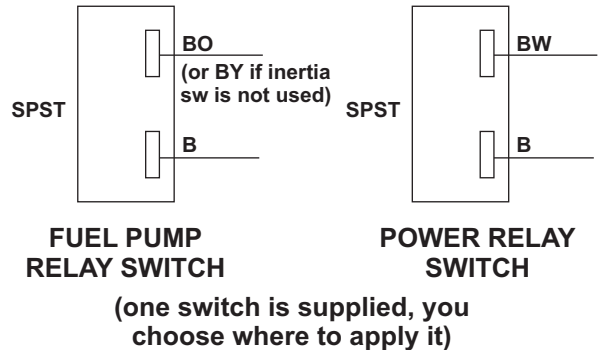 BO
(or BY if inertia
sw is not used)
SPST
B
FUEL PUMP
RELAY SWITCH
BW
SPST
B
POWER RELAY
SWITCH
(one switch is supplied, you
choose where to apply it)